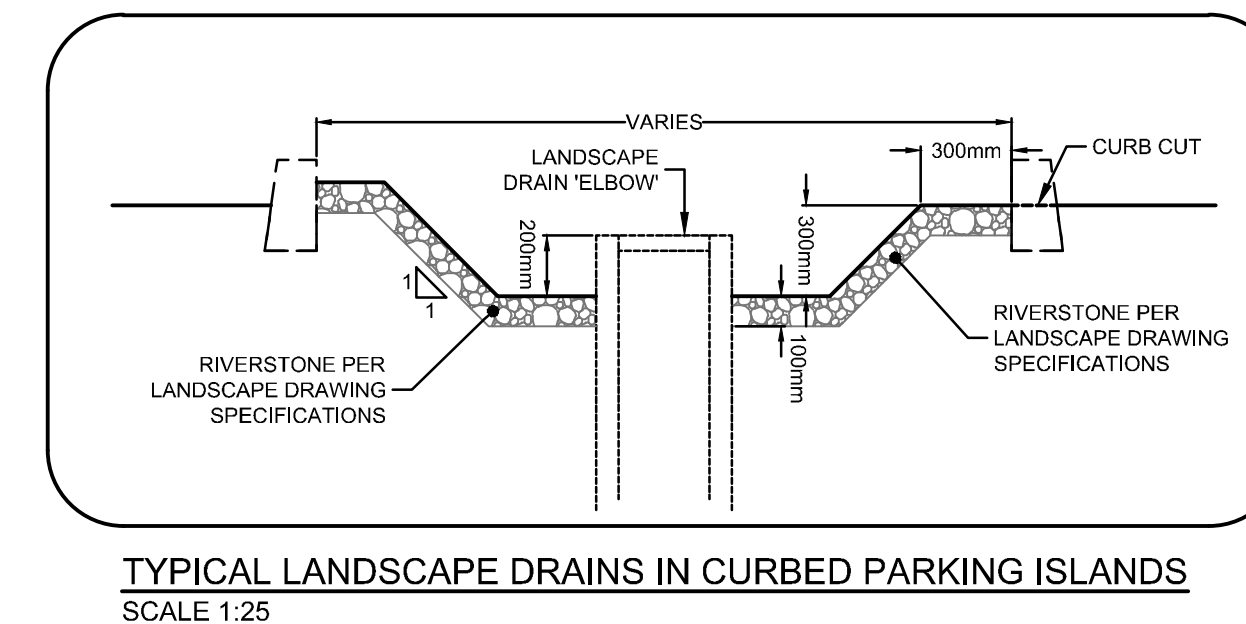 VARIES
LANDSCAPE
DRAIN 'ELBOW'
300mm
CURB CUT
200mm
300mm
1
1
100mm
RIVERSTONE PER
LANDSCAPE DRAWING
SPECIFICATIONS
RIVERSTONE PER
LANDSCAPE DRAWING
SPECIFICATIONS
TYPICAL LANDSCAPE DRAINS IN CURBED PARKING ISLANDS
SCALE 1:25